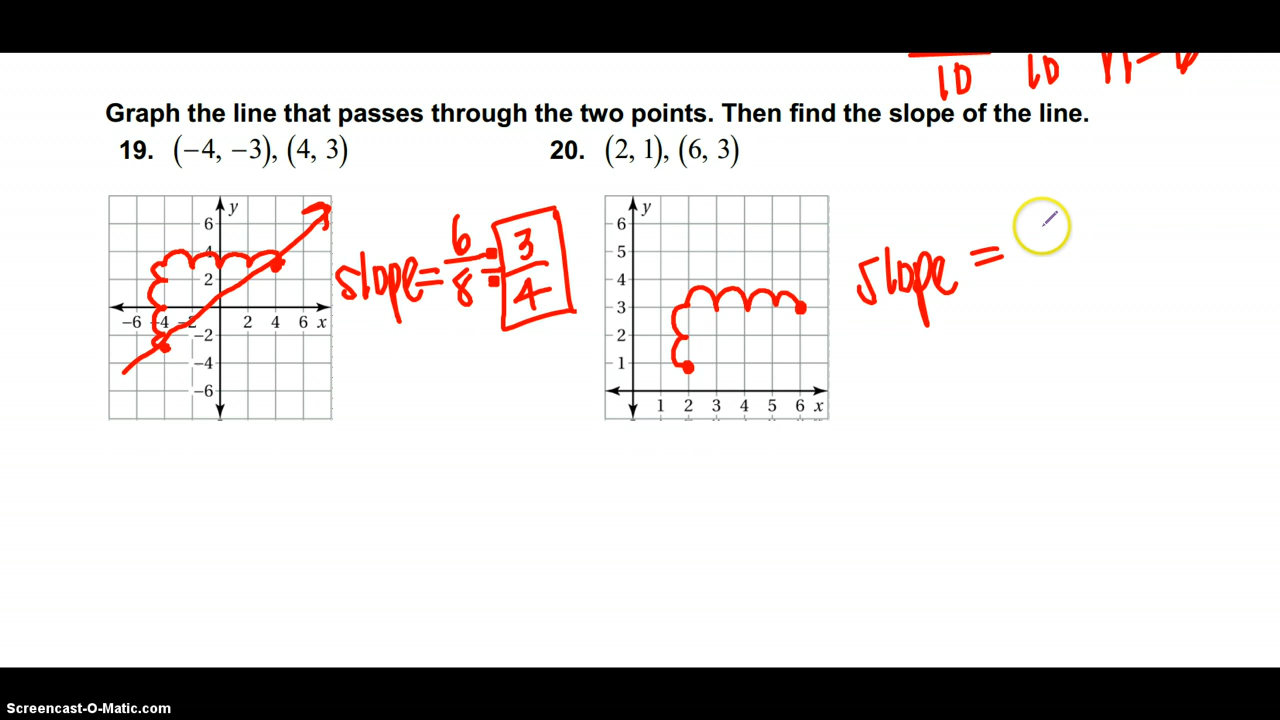 10 10
Graph the line that passes through the two points. Then find the slope of the line.
19. (−4, −3), (4, 3) 20. (2, 1), (6, 3)
y
6
4
2
−6 −4 −2 2 4 6 x
−2
−4
−6
slope = 6/8 = 3/4
y
6
5
4
3
2
1
1 2 3 4 5 6 x
slope =
Screencast-O-Matic.com